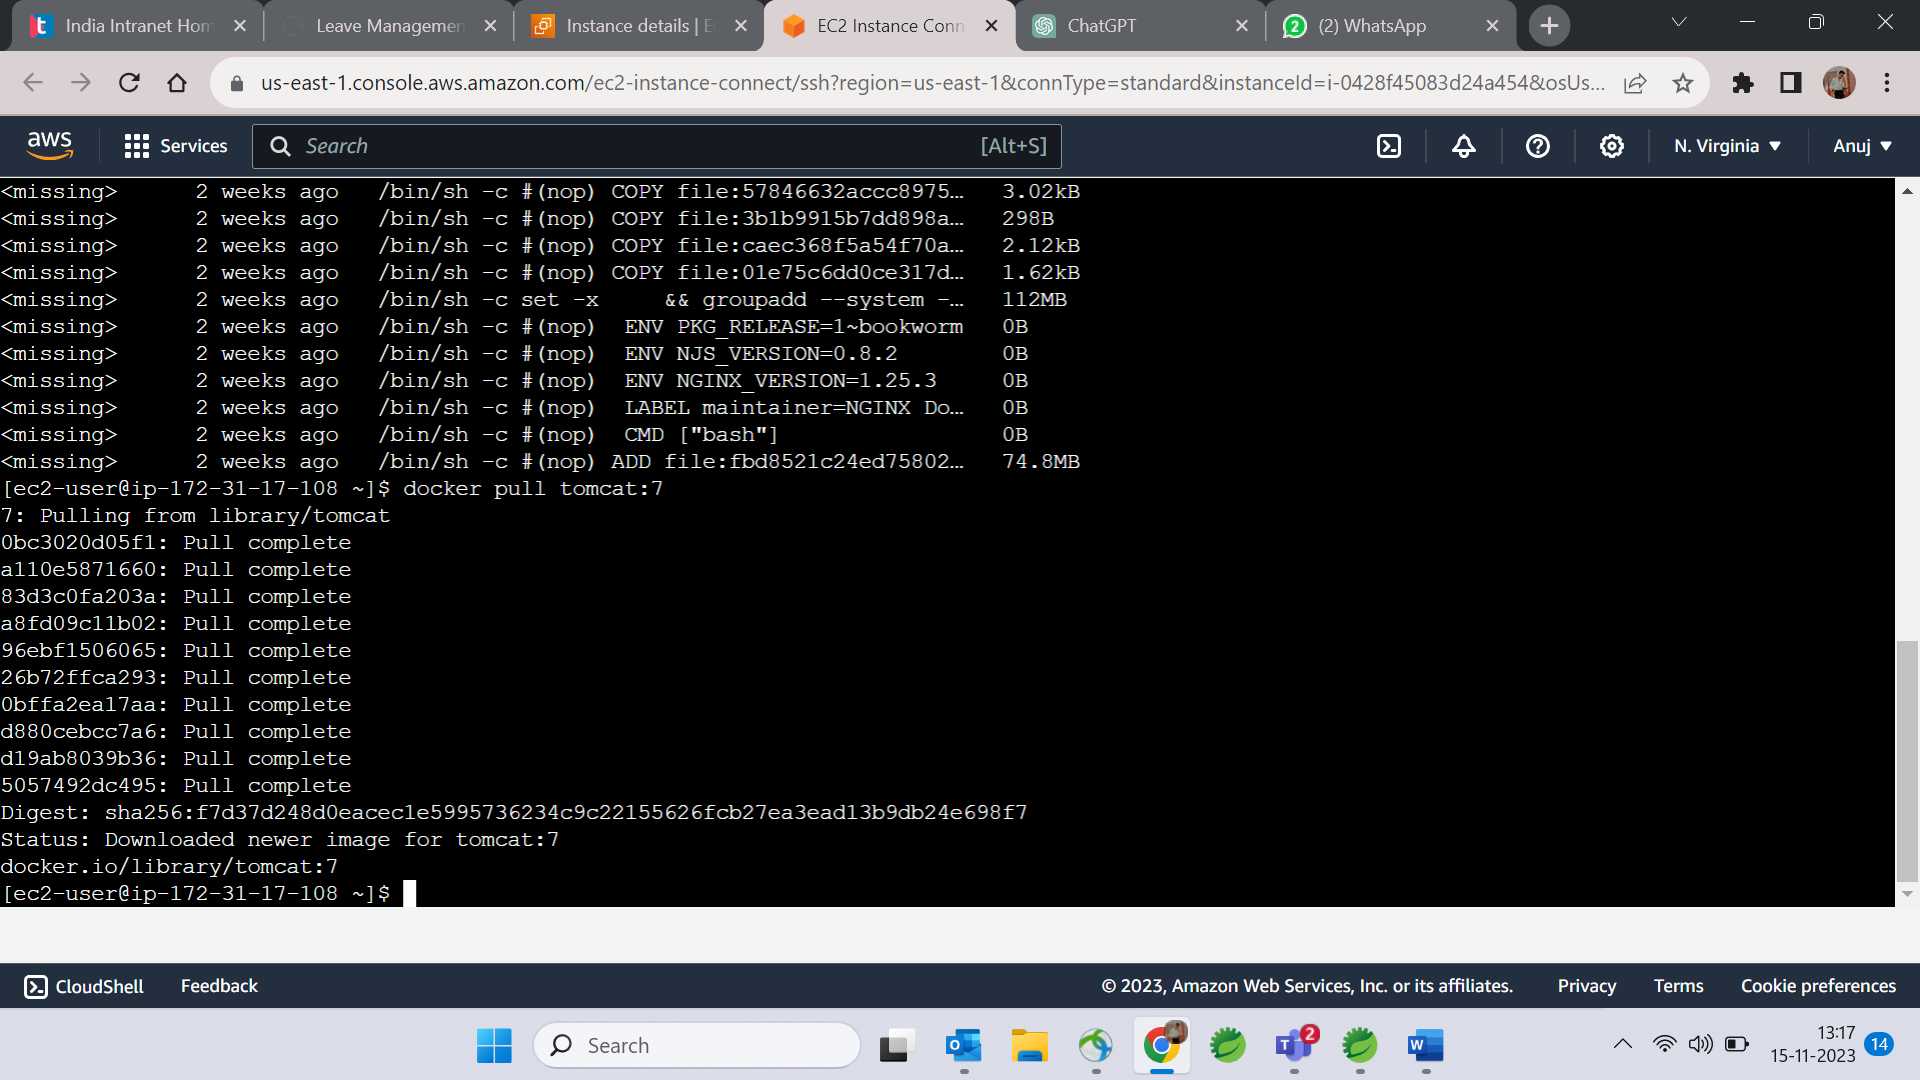 India Intranet Hom
Leave Managemen
Instance details | E
EC2 Instance Conn
ChatGPT
(2) WhatsApp
us-east-1.console.aws.amazon.com/ec2-instance-connect/ssh?region=us-east-1&connType=standard&instanceId=i-0428f45083d24a454&osUs...
aws
Services
Search
[Alt+S]
N. Virginia
Anuj
<missing> 2 weeks ago /bin/sh -c #(nop) COPY file:57846632accc8975… 3.02kB
<missing> 2 weeks ago /bin/sh -c #(nop) COPY file:3b1b9915b7dd898a… 298B
<missing> 2 weeks ago /bin/sh -c #(nop) COPY file:caec368f5a54f70a… 2.12kB
<missing> 2 weeks ago /bin/sh -c #(nop) COPY file:01e75c6dd0ce317d… 1.62kB
<missing> 2 weeks ago /bin/sh -c set -x && groupadd --system -… 112MB
<missing> 2 weeks ago /bin/sh -c #(nop) ENV PKG_RELEASE=1~bookworm 0B
<missing> 2 weeks ago /bin/sh -c #(nop) ENV NJS_VERSION=0.8.2 0B
<missing> 2 weeks ago /bin/sh -c #(nop) ENV NGINX_VERSION=1.25.3 0B
<missing> 2 weeks ago /bin/sh -c #(nop) LABEL maintainer=NGINX Do… 0B
<missing> 2 weeks ago /bin/sh -c #(nop) CMD ["bash"] 0B
<missing> 2 weeks ago /bin/sh -c #(nop) ADD file:fbd8521c24ed75802… 74.8MB
[ec2-user@ip-172-31-17-108 ~]$ docker pull tomcat:7
7: Pulling from library/tomcat
0bc3020d05f1: Pull complete
a110e5871660: Pull complete
83d3c0fa203a: Pull complete
a8fd09c11b02: Pull complete
96ebf1506065: Pull complete
26b72ffca293: Pull complete
0bffa2ea17aa: Pull complete
d880cebcc7a6: Pull complete
d19ab8039b36: Pull complete
5057492dc495: Pull complete
Digest: sha256:f7d37d248d0eacec1e5995736234c9c22155626fcb27ea3ead13b9db24e698f7
Status: Downloaded newer image for tomcat:7
docker.io/library/tomcat:7
[ec2-user@ip-172-31-17-108 ~]$
CloudShell
Feedback
© 2023, Amazon Web Services, Inc. or its affiliates.
Privacy
Terms
Cookie preferences
Search
2
13:17
15-11-2023
14